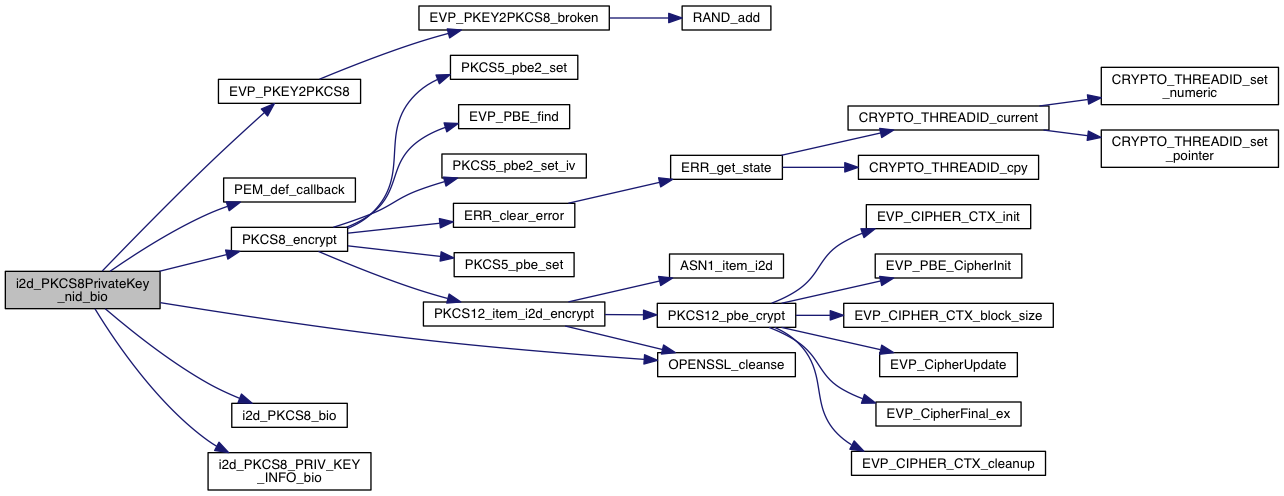 EVP_PKEY2PKCS8_broken
RAND_add
PKCS5_pbe2_set
EVP_PKEY2PKCS8
CRYPTO_THREADID_set
_numeric
EVP_PBE_find
CRYPTO_THREADID_current
CRYPTO_THREADID_set
_pointer
PKCS5_pbe2_set_iv
ERR_get_state
CRYPTO_THREADID_cpy
PEM_def_callback
ERR_clear_error
EVP_CIPHER_CTX_init
PKCS8_encrypt
PKCS5_pbe_set
ASN1_item_i2d
EVP_PBE_CipherInit
i2d_PKCS8PrivateKey
_nid_bio
PKCS12_item_i2d_encrypt
PKCS12_pbe_crypt
EVP_CIPHER_CTX_block_size
OPENSSL_cleanse
EVP_CipherUpdate
i2d_PKCS8_bio
EVP_CipherFinal_ex
i2d_PKCS8_PRIV_KEY
_INFO_bio
EVP_CIPHER_CTX_cleanup